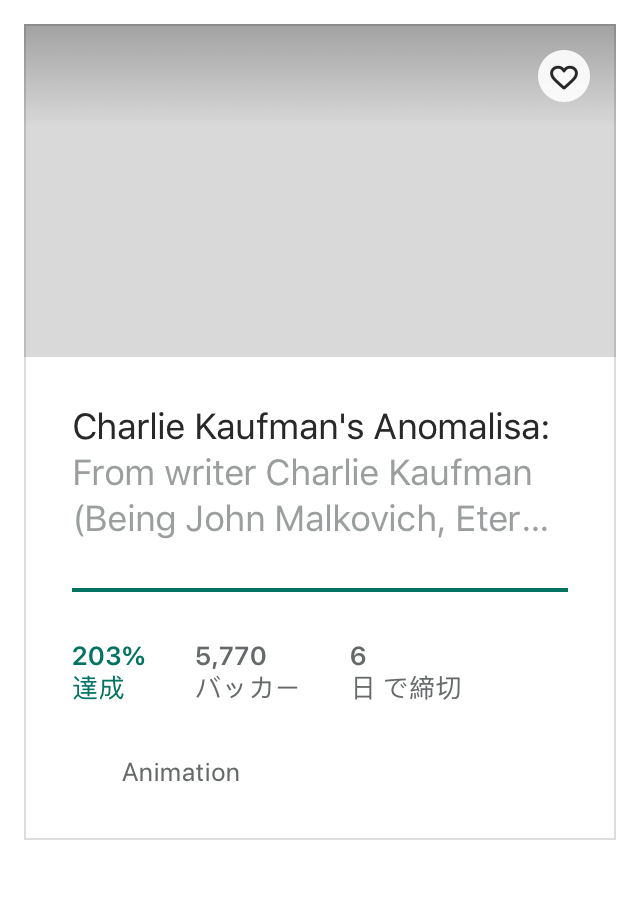 Charlie Kaufman's Anomalisa:
From writer Charlie Kaufman
(Being John Malkovich, Eter…
203% 5,770 6
達成 バッカー 日 で締切
Animation